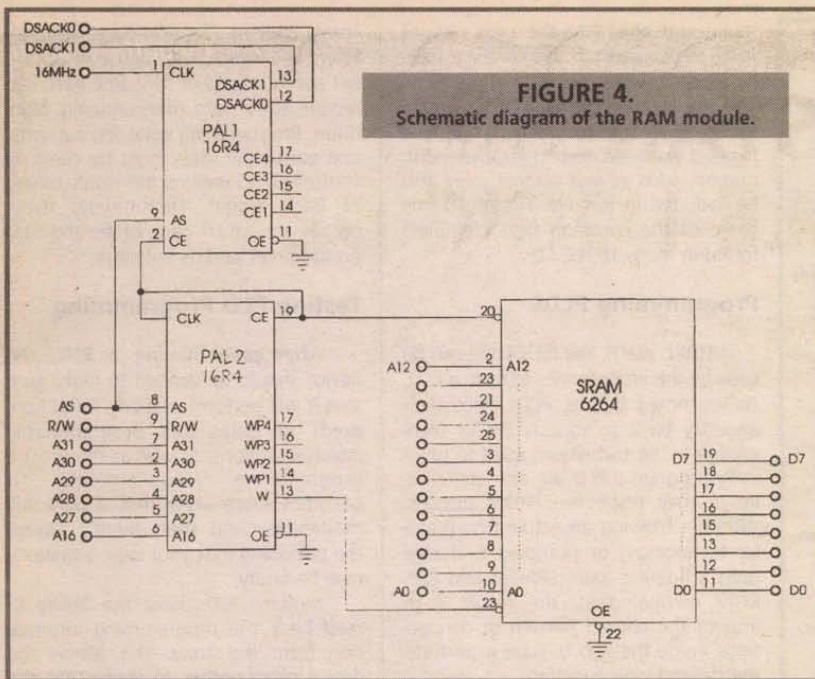 DSACK0
DSACK1
16MHz
1 CLK
DSACK1 13
DSACK0 12
PAL1
16R4
CE4 17
CE3 16
CE2 15
CE1 14
9 AS
2 CE
OE 11
FIGURE 4.
Schematic diagram of the RAM module.
CLK CE 19
PAL2
16R4
AS 8 AS
R/W 9 R/W
A31 7 A31
A30 2 A30
A29 3 A29
A28 4 A28
A27 5 A27
A16 6 A16
WP4 17
WP3 16
WP2 15
WP1 14
W 13
OE 11
20
A12 2 A12
23
21
24
25
3
4
5
6
7
8
9
A0 10 A0
23
SRAM
6264
OE
22
D7 19 D7
18
17
16
15
13
12
D0 11 D0